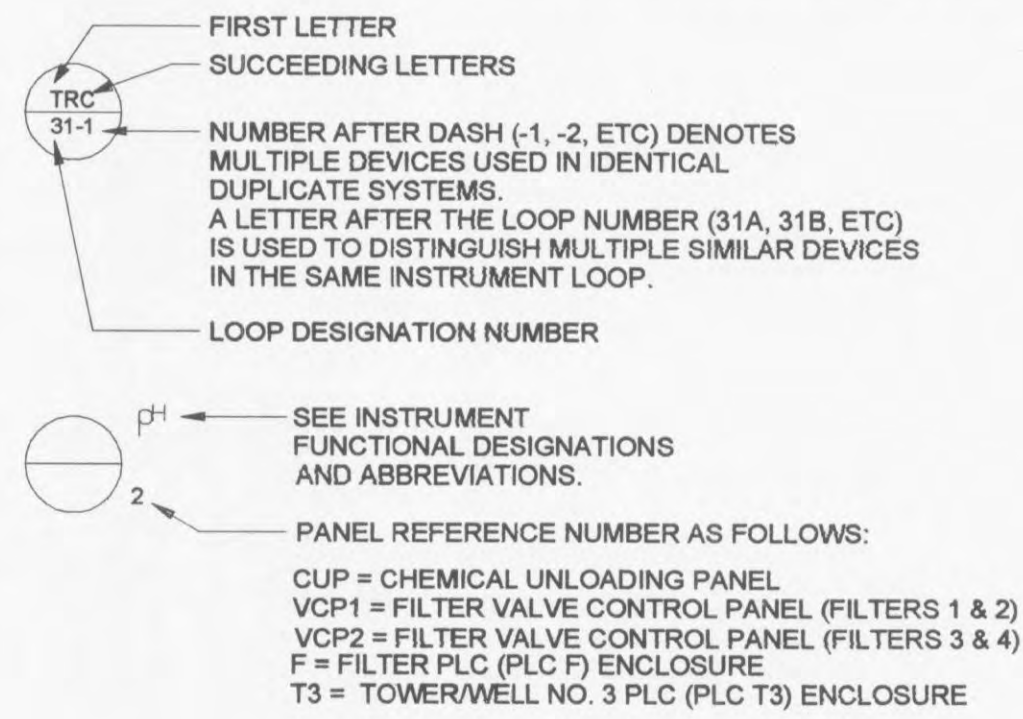 FIRST LETTER
SUCCEEDING LETTERS
TRC
31-1
NUMBER AFTER DASH (-1, -2, ETC) DENOTES
MULTIPLE DEVICES USED IN IDENTICAL
DUPLICATE SYSTEMS.
A LETTER AFTER THE LOOP NUMBER (31A, 31B, ETC)
IS USED TO DISTINGUISH MULTIPLE SIMILAR DEVICES
IN THE SAME INSTRUMENT LOOP.
LOOP DESIGNATION NUMBER
pH
SEE INSTRUMENT
FUNCTIONAL DESIGNATIONS
AND ABBREVIATIONS.
2
PANEL REFERENCE NUMBER AS FOLLOWS:
CUP = CHEMICAL UNLOADING PANEL
VCP1 = FILTER VALVE CONTROL PANEL (FILTERS 1 & 2)
VCP2 = FILTER VALVE CONTROL PANEL (FILTERS 3 & 4)
F = FILTER PLC (PLC F) ENCLOSURE
T3 = TOWER/WELL NO. 3 PLC (PLC T3) ENCLOSURE